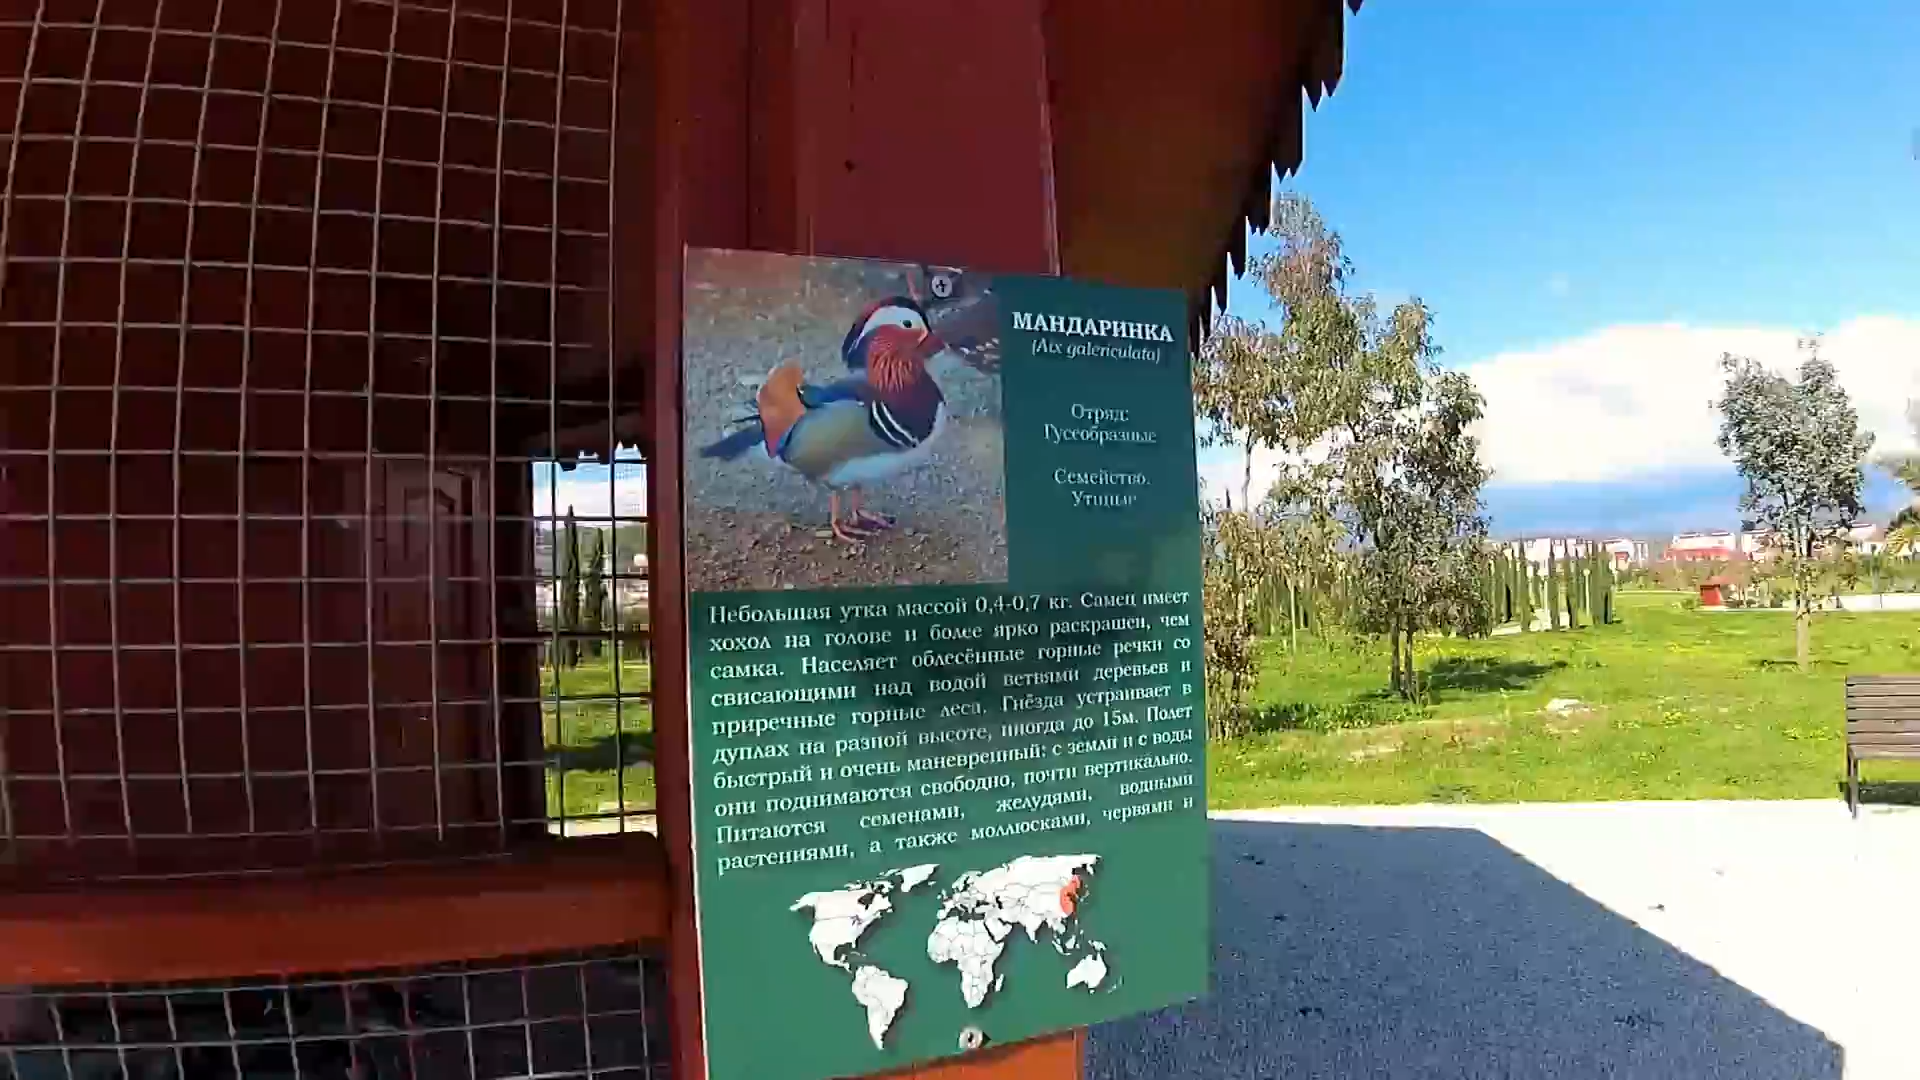 МАНДАРИНКА
(Aix galericulata)
Отряд:
Гусеобразные
Семейство.
Утиные
Небольшая утка массой 0,4-0,7 кг. Самец имеет
хохол на голове и более ярко раскрашен, чем
самка. Населяет облесённые горные речки со
свисающими над водой ветвями деревьев и
приречные горные леса. Гнёзда устраивает в
дуплах на разной высоте, иногда до 15м. Полет
быстрый и очень маневренный: с земли и с воды
они поднимаются свободно, почти вертикально.
Питаются семенами, желудями, водными
растениями, а также моллюсками, червями и